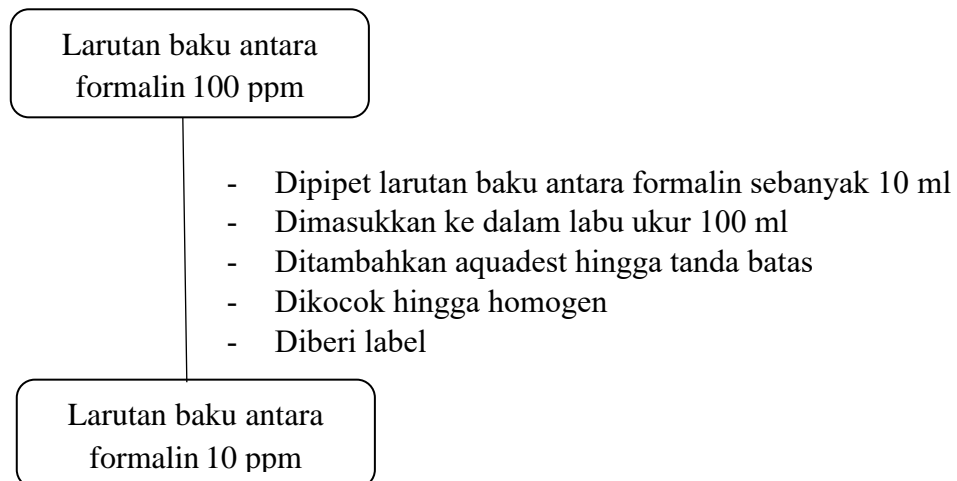 Larutan baku antara
formalin 100 ppm
- Dipipet larutan baku antara formalin sebanyak 10 ml
- Dimasukkan ke dalam labu ukur 100 ml
- Ditambahkan aquadest hingga tanda batas
- Dikocok hingga homogen
- Diberi label
Larutan baku antara
formalin 10 ppm